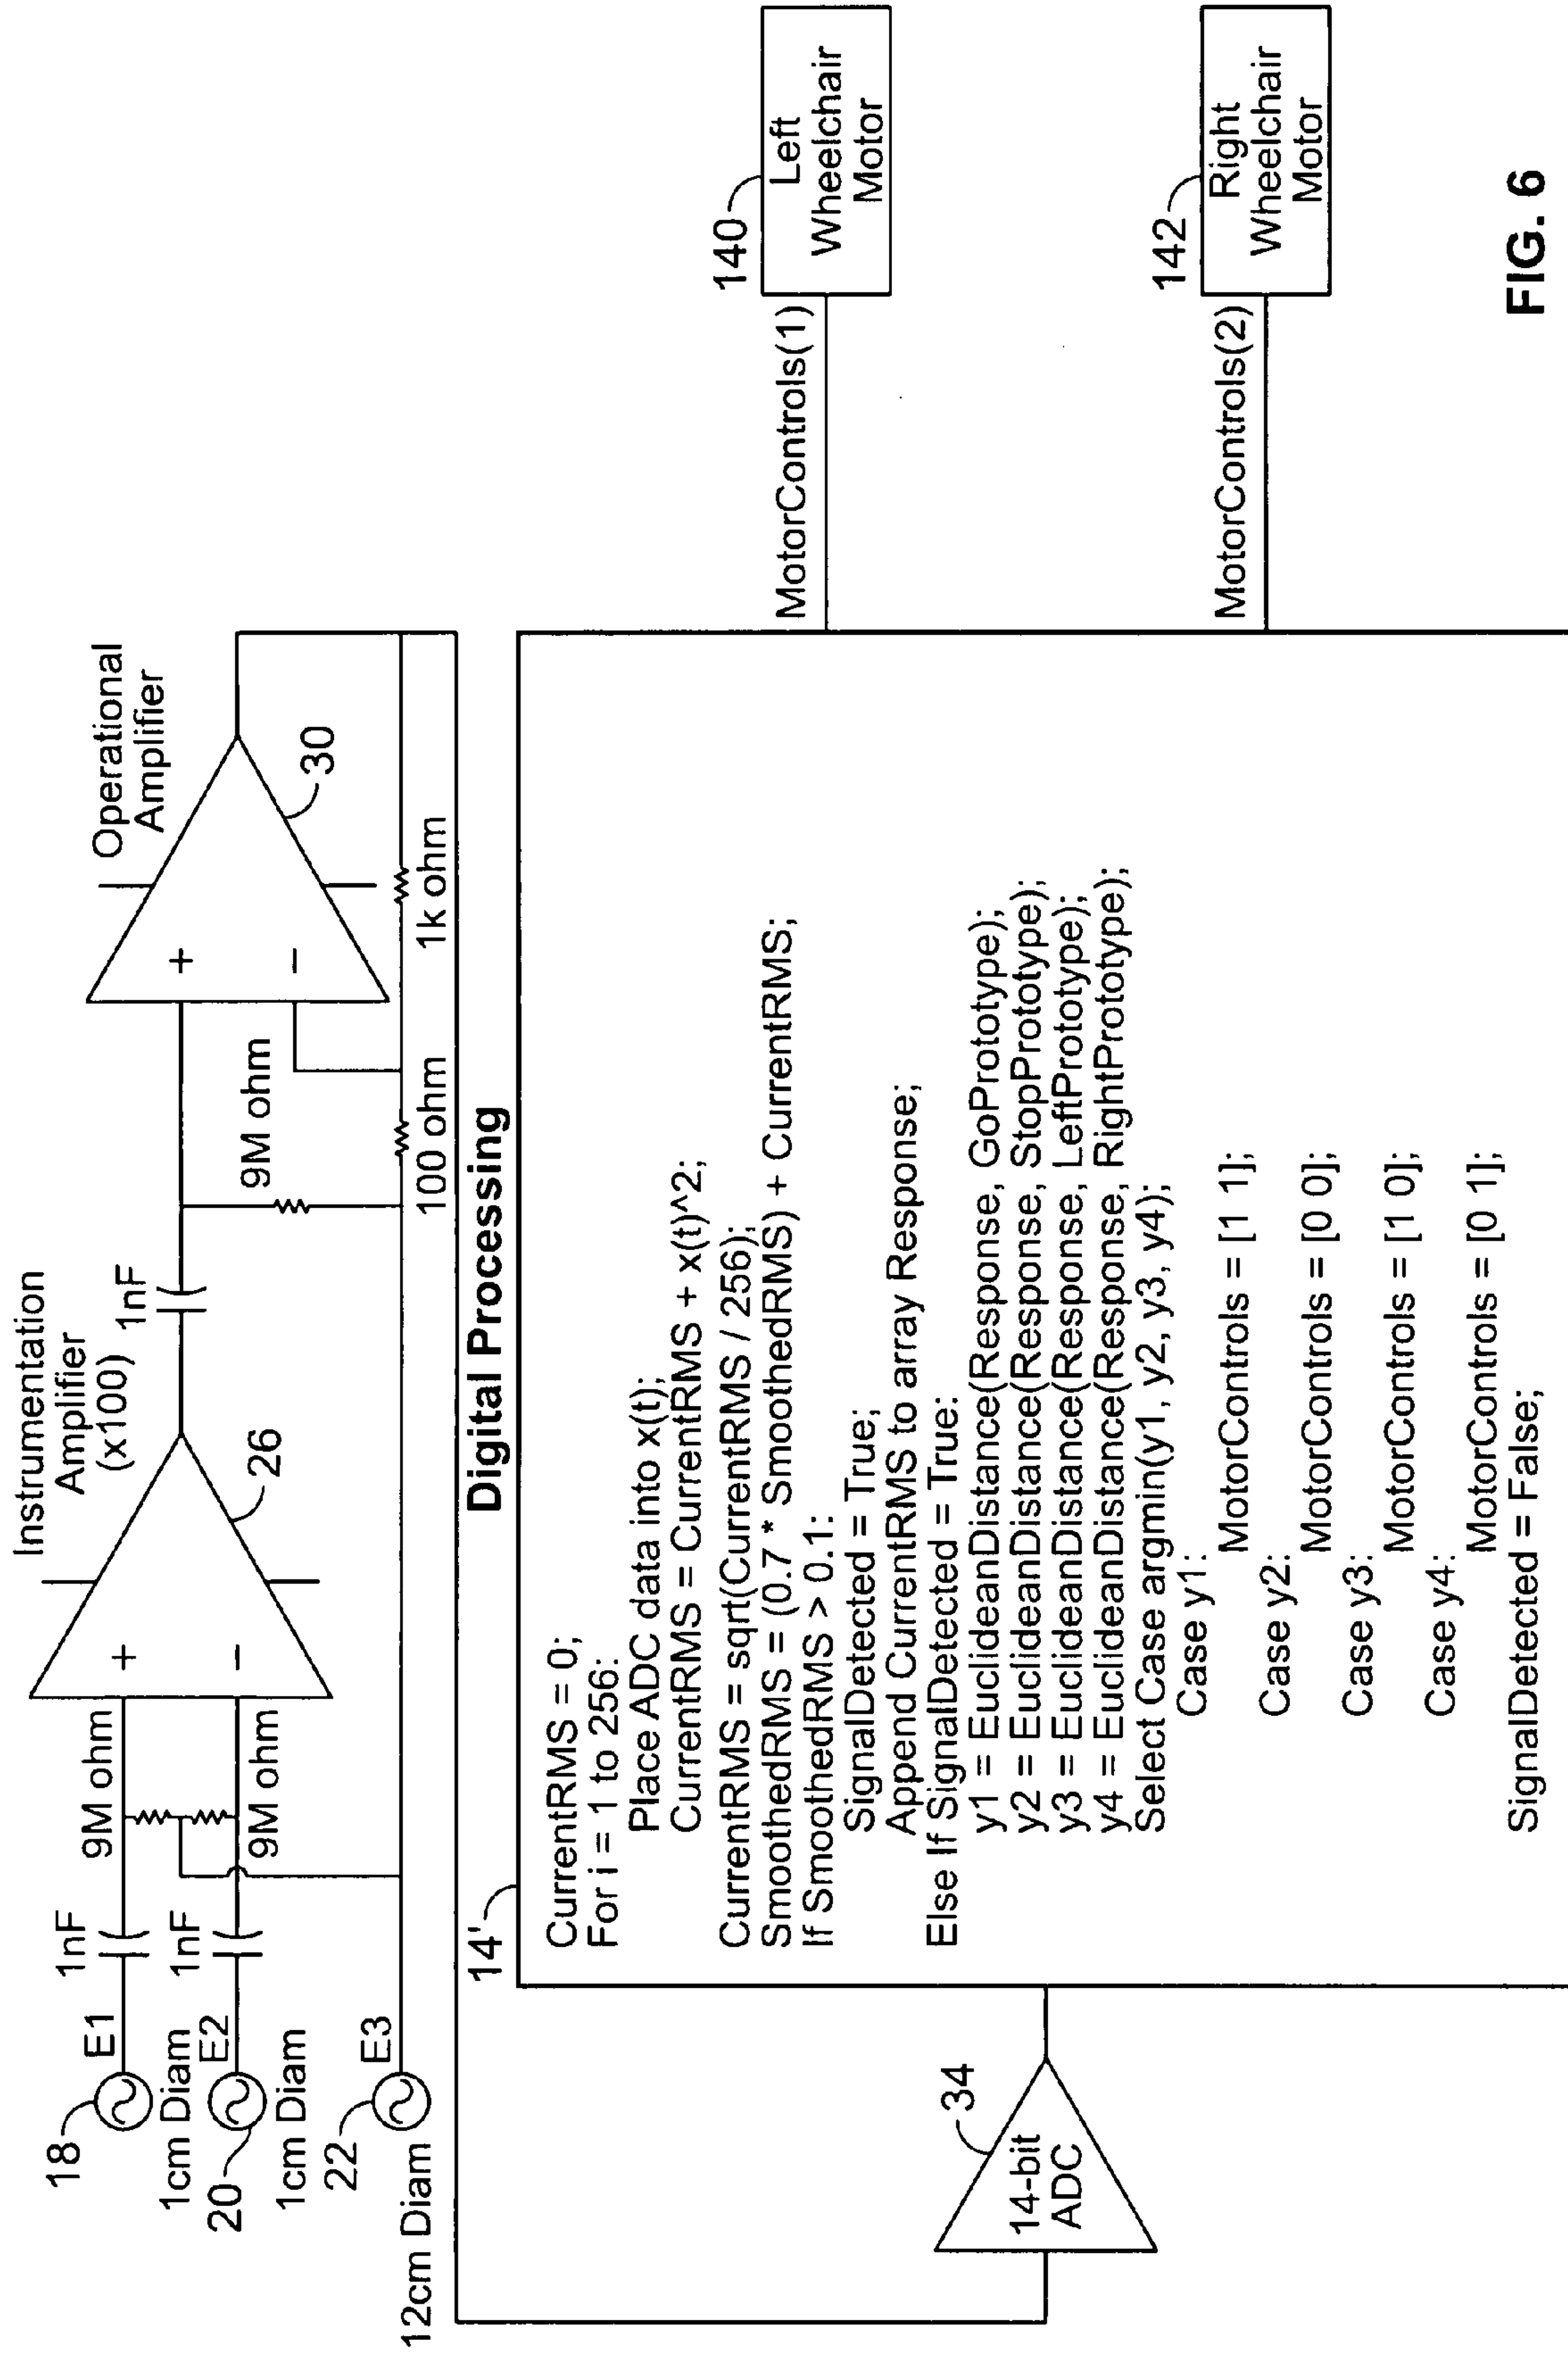 Instrumentation
Amplifier
(x100)
Operational
Amplifier
18
E1
1nF
9M ohm
+
26
1nF
+
30
1cm Diam
20
E2
1nF
9M ohm
−
9M ohm
−
1cm Diam
22
E3
100 ohm
1k ohm
12cm Diam
Digital Processing
14'
CurrentRMS = 0;
For i = 1 to 256:
Place ADC data into x(t);
CurrentRMS = CurrentRMS + x(t)^2;
CurrentRMS = sqrt(CurrentRMS / 256);
SmoothedRMS = (0.7 * SmoothedRMS) + CurrentRMS;
If SmoothedRMS > 0.1:
SignalDetected = True;
Append CurrentRMS to array Response;
Else If SignalDetected = True:
y1 = EuclideanDistance(Response, GoPrototype);
y2 = EuclideanDistance(Response, StopPrototype);
y3 = EuclideanDistance(Response, LeftPrototype);
y4 = EuclideanDistance(Response, RightPrototype);
Select Case argmin(y1, y2, y3, y4);
Case y1:
MotorControls = [1 1];
Case y2:
MotorControls = [0 0];
Case y3:
MotorControls = [1 0];
Case y4:
MotorControls = [0 1];
SignalDetected = False;
34
14-bit
ADC
MotorControls(1)
140
Left
Wheelchair
Motor
MotorControls(2)
142
Right
Wheelchair
Motor
FIG. 6